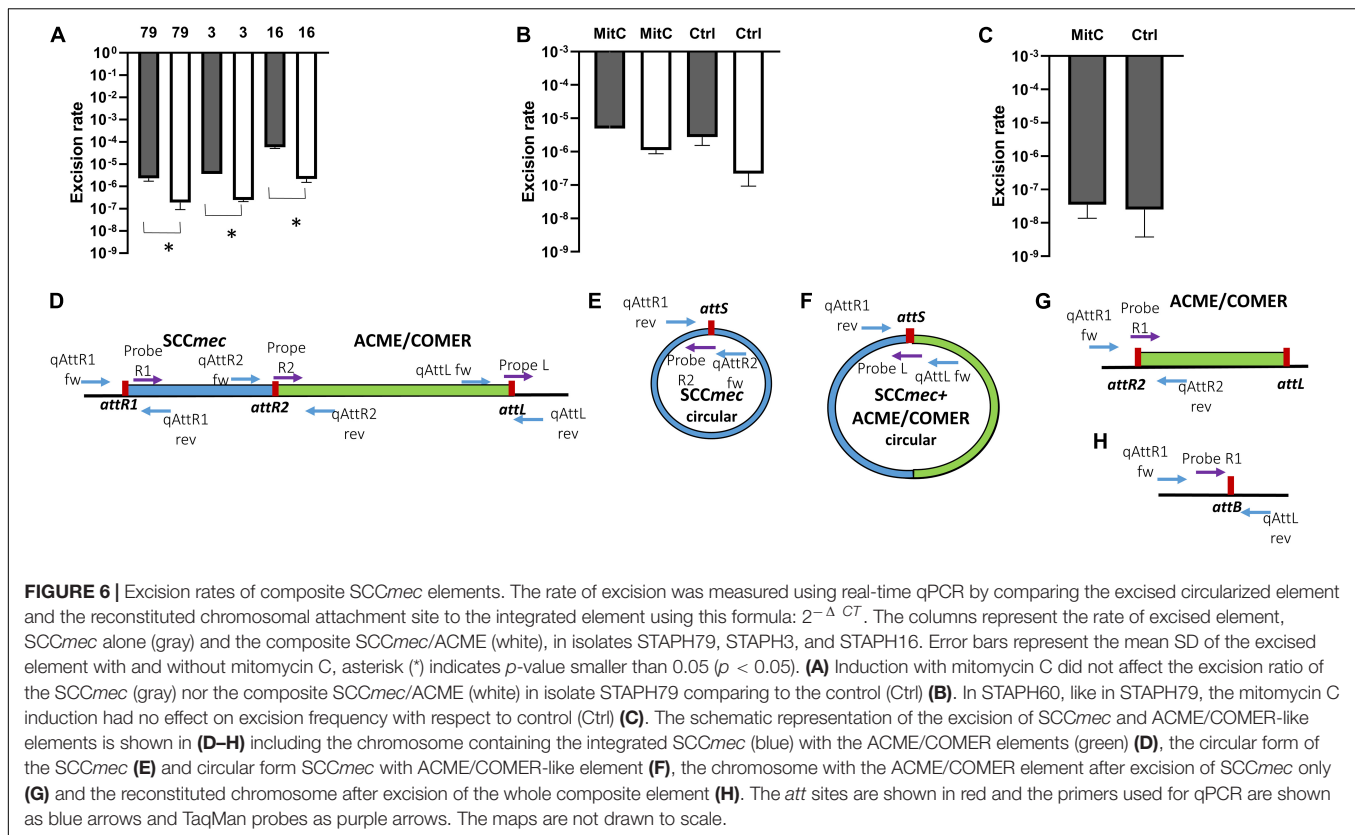 A
79 79 3 3 16 16
Excision rate
10^0
10^-1
10^-2
10^-3
10^-4
10^-5
10^-6
10^-7
10^-8
10^-9
* * *
B
MitC MitC Ctrl Ctrl
Excision rate
10^-3
10^-4
10^-5
10^-6
10^-7
10^-8
10^-9
C
MitC Ctrl
Excision rate
10^-3
10^-4
10^-5
10^-6
10^-7
10^-8
10^-9
D
SCCmec
ACME/COMER
qAttR1
fw
Probe
R1
qAttR2
fw
Prope
R2
qAttL fw
Prope L
attR1
qAttR1
rev
attR2
qAttR2
rev
attL
qAttL
rev
E
qAttR1
rev
attS
Probe
R2
qAttR2
fw
SCCmec
circular
F
qAttR1
rev
attS
Probe L
qAttL fw
SCCmec+
ACME/COMER
circular
G
ACME/COMER
qAttR1
fw
Probe
R1
attR2
qAttR2
rev
attL
H
qAttR1
fw
Probe R1
attB
qAttL
rev
FIGURE 6 | Excision rates of composite SCCmec elements. The rate of excision was measured using real-time qPCR by comparing the excised circularized element
and the reconstituted chromosomal attachment site to the integrated element using this formula: 2^−Δ CT. The columns represent the rate of excised element,
SCCmec alone (gray) and the composite SCCmec/ACME (white), in isolates STAPH79, STAPH3, and STAPH16. Error bars represent the mean SD of the excised
element with and without mitomycin C, asterisk (*) indicates p-value smaller than 0.05 (p < 0.05). (A) Induction with mitomycin C did not affect the excision ratio of
the SCCmec (gray) nor the composite SCCmec/ACME (white) in isolate STAPH79 comparing to the control (Ctrl) (B). In STAPH60, like in STAPH79, the mitomycin C
induction had no effect on excision frequency with respect to control (Ctrl) (C). The schematic representation of the excision of SCCmec and ACME/COMER-like
elements is shown in (D–H) including the chromosome containing the integrated SCCmec (blue) with the ACME/COMER elements (green) (D), the circular form of
the SCCmec (E) and circular form SCCmec with ACME/COMER-like element (F), the chromosome with the ACME/COMER element after excision of SCCmec only
(G) and the reconstituted chromosome after excision of the whole composite element (H). The att sites are shown in red and the primers used for qPCR are shown
as blue arrows and TaqMan probes as purple arrows. The maps are not drawn to scale.